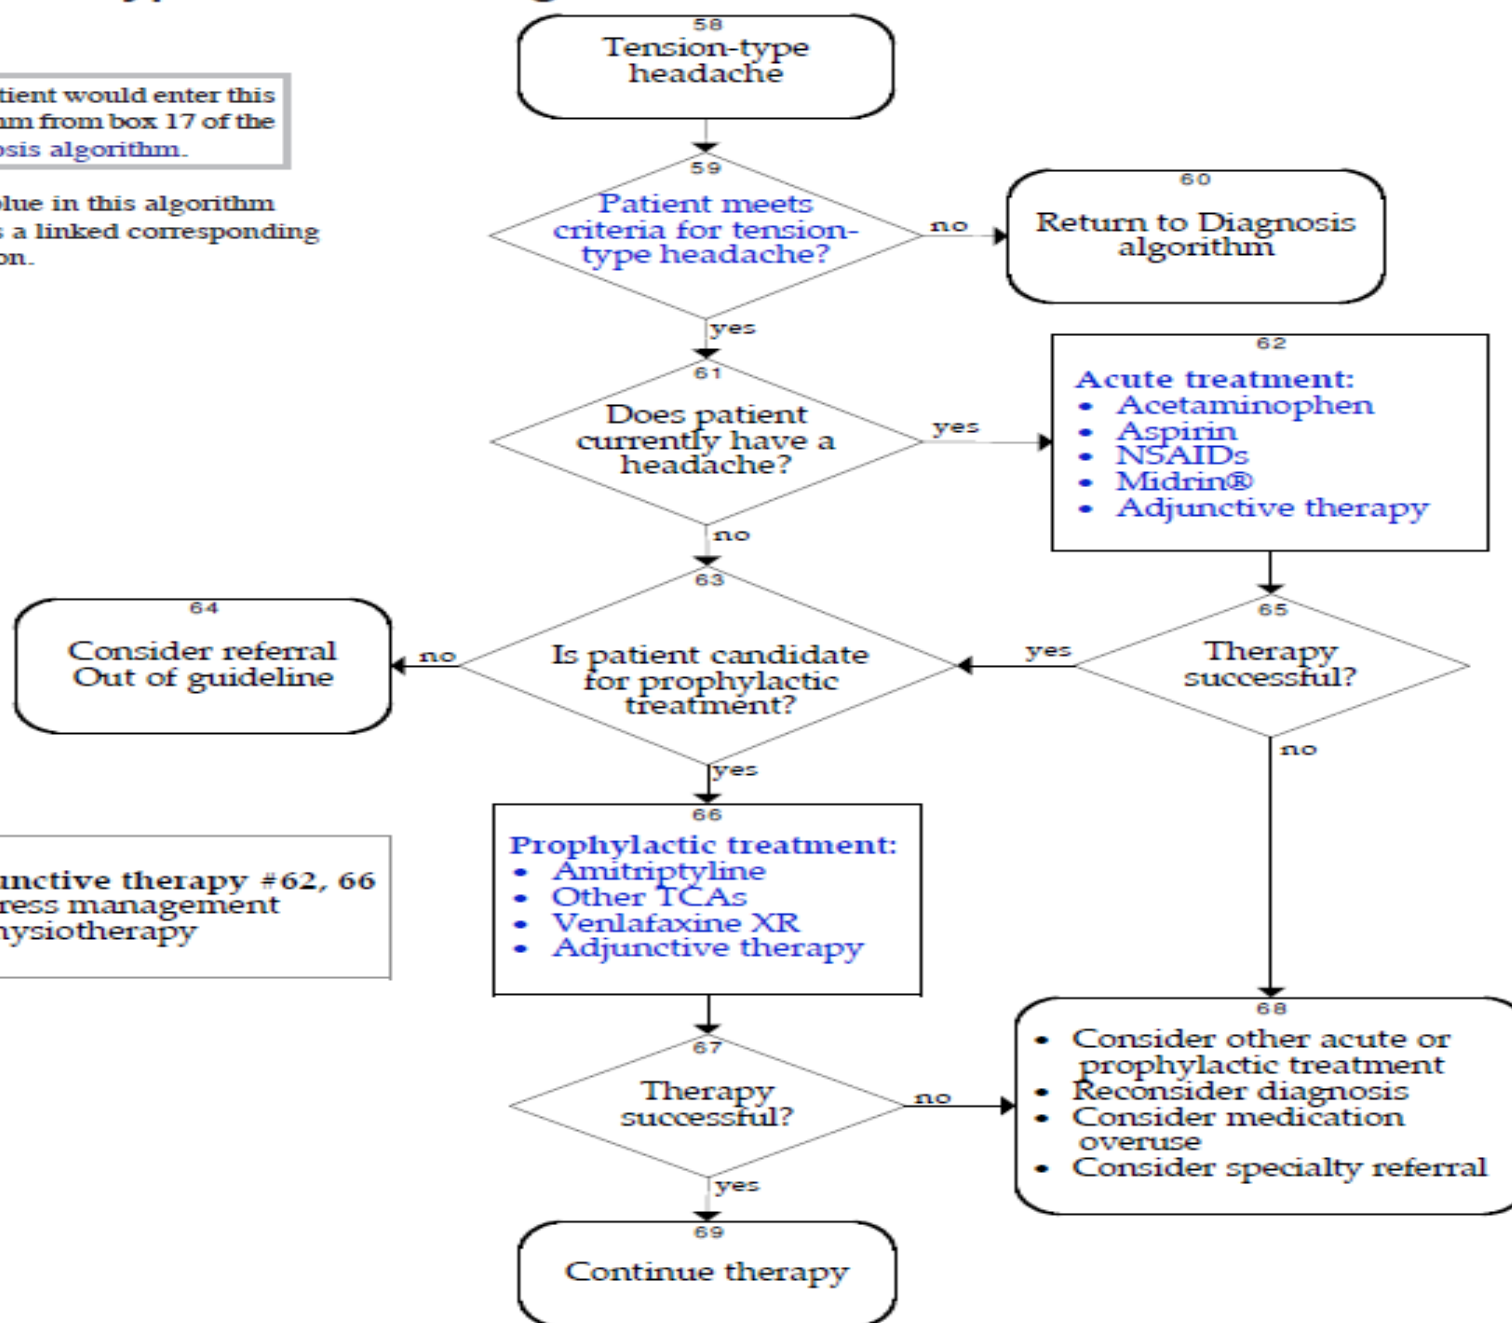 58
Tension-type
headache
tient would enter this
m from box 17 of the
osis algorithm.
lue in this algorithm
s a linked corresponding
on.
59
Patient meets
criteria for tension-
type headache?
no
60
Return to Diagnosis
algorithm
yes
61
Does patient
currently have a
headache?
yes
62
Acute treatment:
• Acetaminophen
• Aspirin
• NSAIDs
• Midrin®
• Adjunctive therapy
no
63
Is patient candidate
for prophylactic
treatment?
no
64
Consider referral
Out of guideline
yes
65
Therapy
successful?
no
yes
66
Prophylactic treatment:
• Amitriptyline
• Other TCAs
• Venlafaxine XR
• Adjunctive therapy
unctive therapy #62, 66
ress management
hysiotherapy
67
Therapy
successful?
no
68
• Consider other acute or
prophylactic treatment
• Reconsider diagnosis
• Consider medication
overuse
• Consider specialty referral
yes
69
Continue therapy